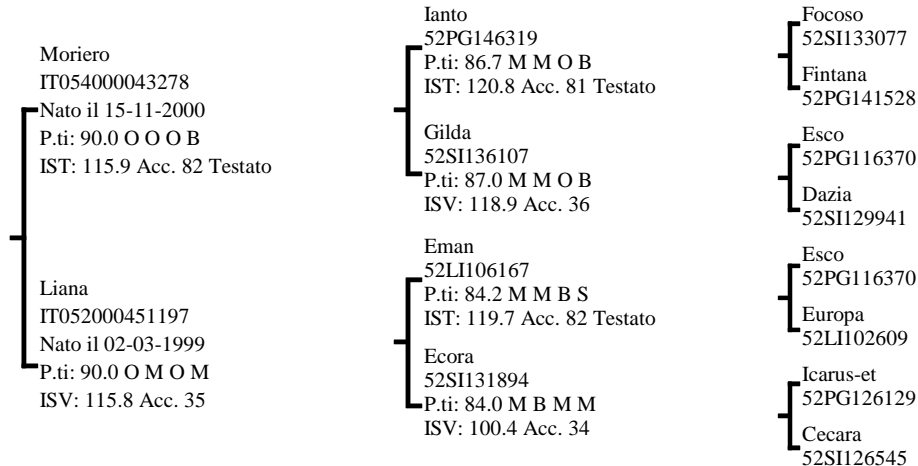 Moriero
IT054000043278
Nato il 15-11-2000
P.ti: 90.0 O O O B
IST: 115.9 Acc. 82 Testato
Liana
IT052000451197
Nato il 02-03-1999
P.ti: 90.0 O M O M
ISV: 115.8 Acc. 35
Ianto
52PG146319
P.ti: 86.7 M M O B
IST: 120.8 Acc. 81 Testato
Gilda
52SI136107
P.ti: 87.0 M M O B
ISV: 118.9 Acc. 36
Eman
52LI106167
P.ti: 84.2 M M B S
IST: 119.7 Acc. 82 Testato
Ecora
52SI131894
P.ti: 84.0 M B M M
ISV: 100.4 Acc. 34
Focoso
52SI133077
Fintana
52PG141528
Esco
52PG116370
Dazia
52SI129941
Esco
52PG116370
Europa
52LI102609
Icarus-et
52PG126129
Cecara
52SI126545